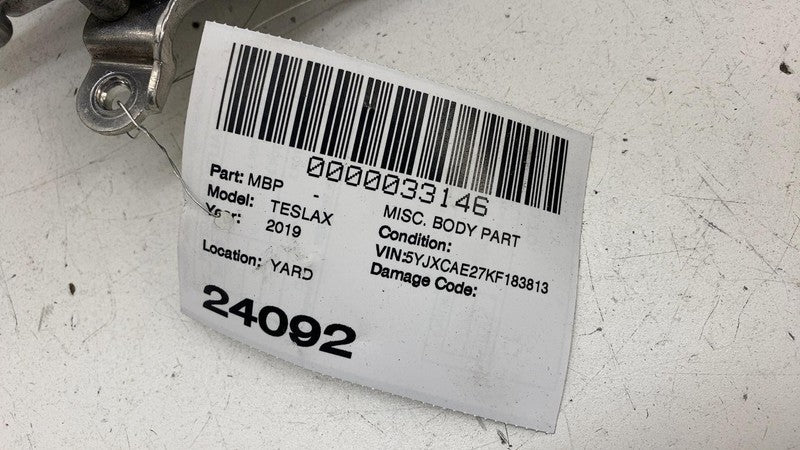 0000033146
Part: MBP -
MISC. BODY PART
Model: TESLAX
Condition:
Year: 2019
VIN:5YJXCAE27KF183813
Location: YARD
Damage Code:
24092